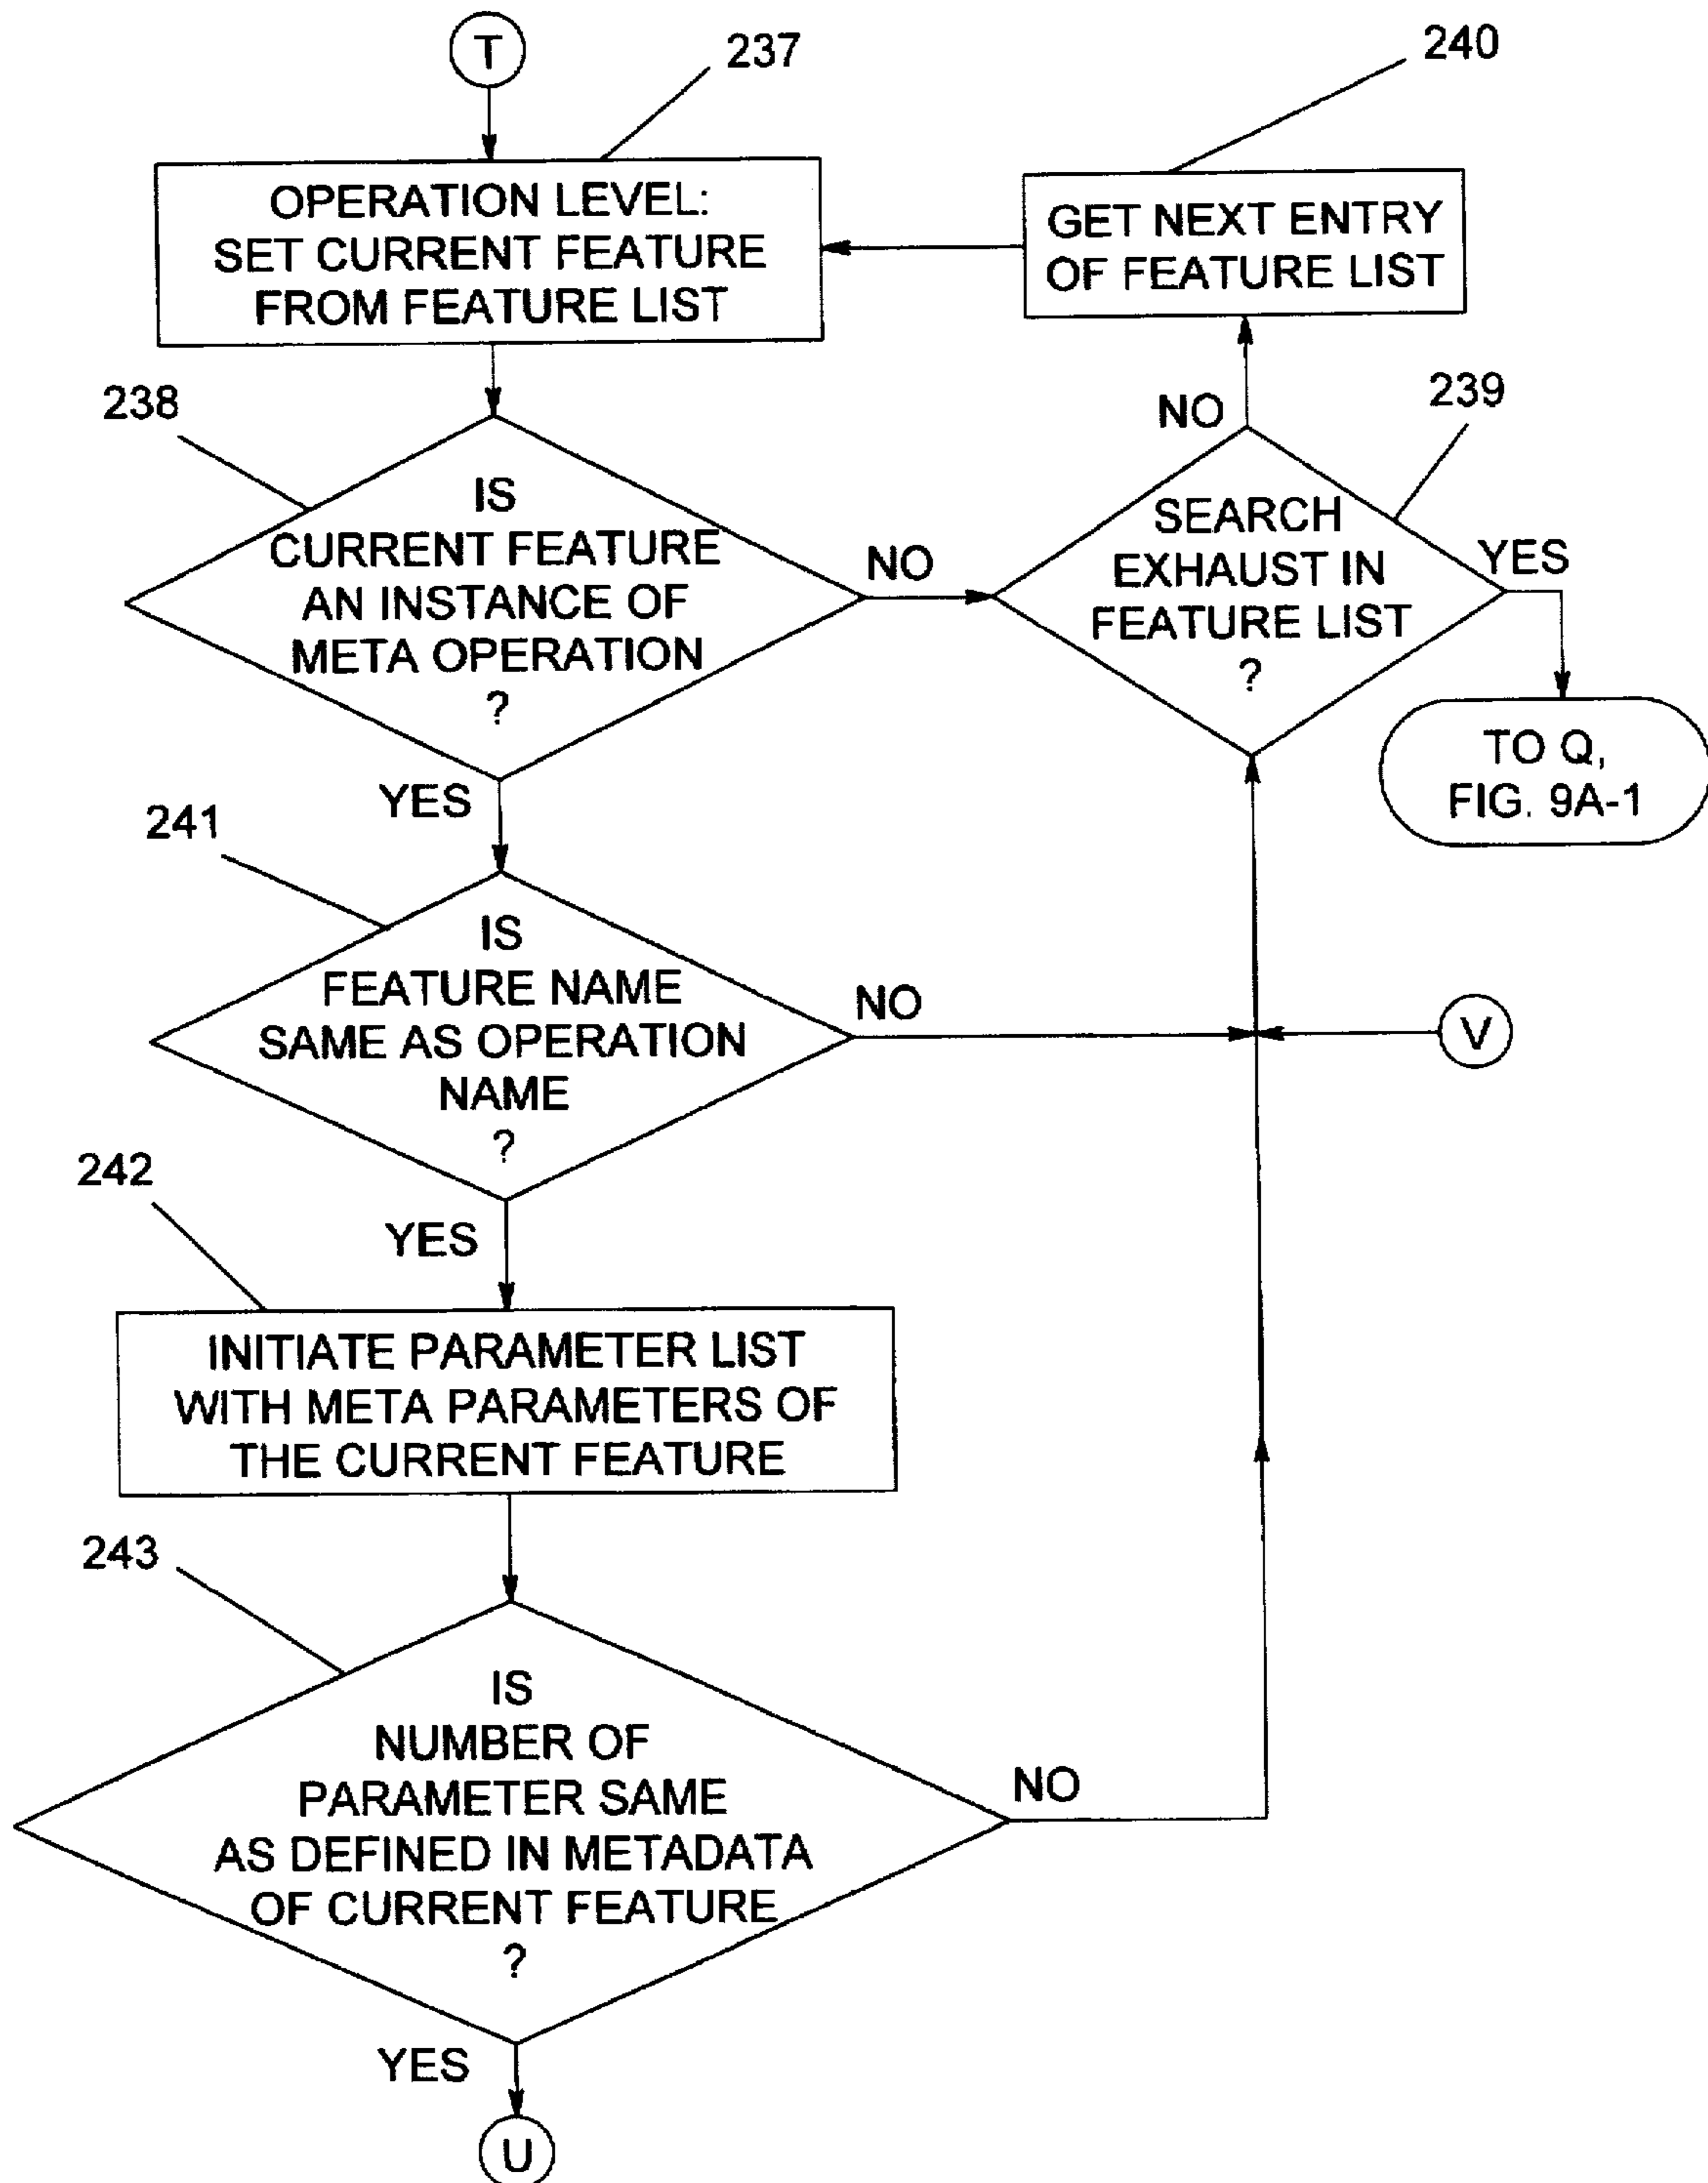 T
237
240
OPERATION LEVEL:
SET CURRENT FEATURE
FROM FEATURE LIST
GET NEXT ENTRY
OF FEATURE LIST
238
NO
239
IS
CURRENT FEATURE
AN INSTANCE OF
META OPERATION
?
NO
SEARCH
EXHAUST IN
FEATURE LIST
?
YES
TO Q,
FIG. 9A-1
YES
241
IS
FEATURE NAME
SAME AS OPERATION
NAME
?
NO
V
242
YES
INITIATE PARAMETER LIST
WITH META PARAMETERS OF
THE CURRENT FEATURE
243
IS
NUMBER OF
PARAMETER SAME
AS DEFINED IN METADATA
OF CURRENT FEATURE
?
NO
YES
U